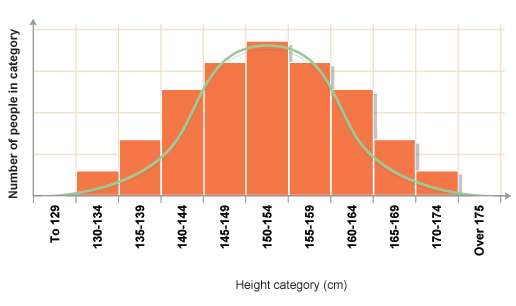 Number of people in category
To 129
130-134
135-139
140-144
145-149
150-154
155-159
160-164
165-169
170-174
Over 175
Height category (cm)